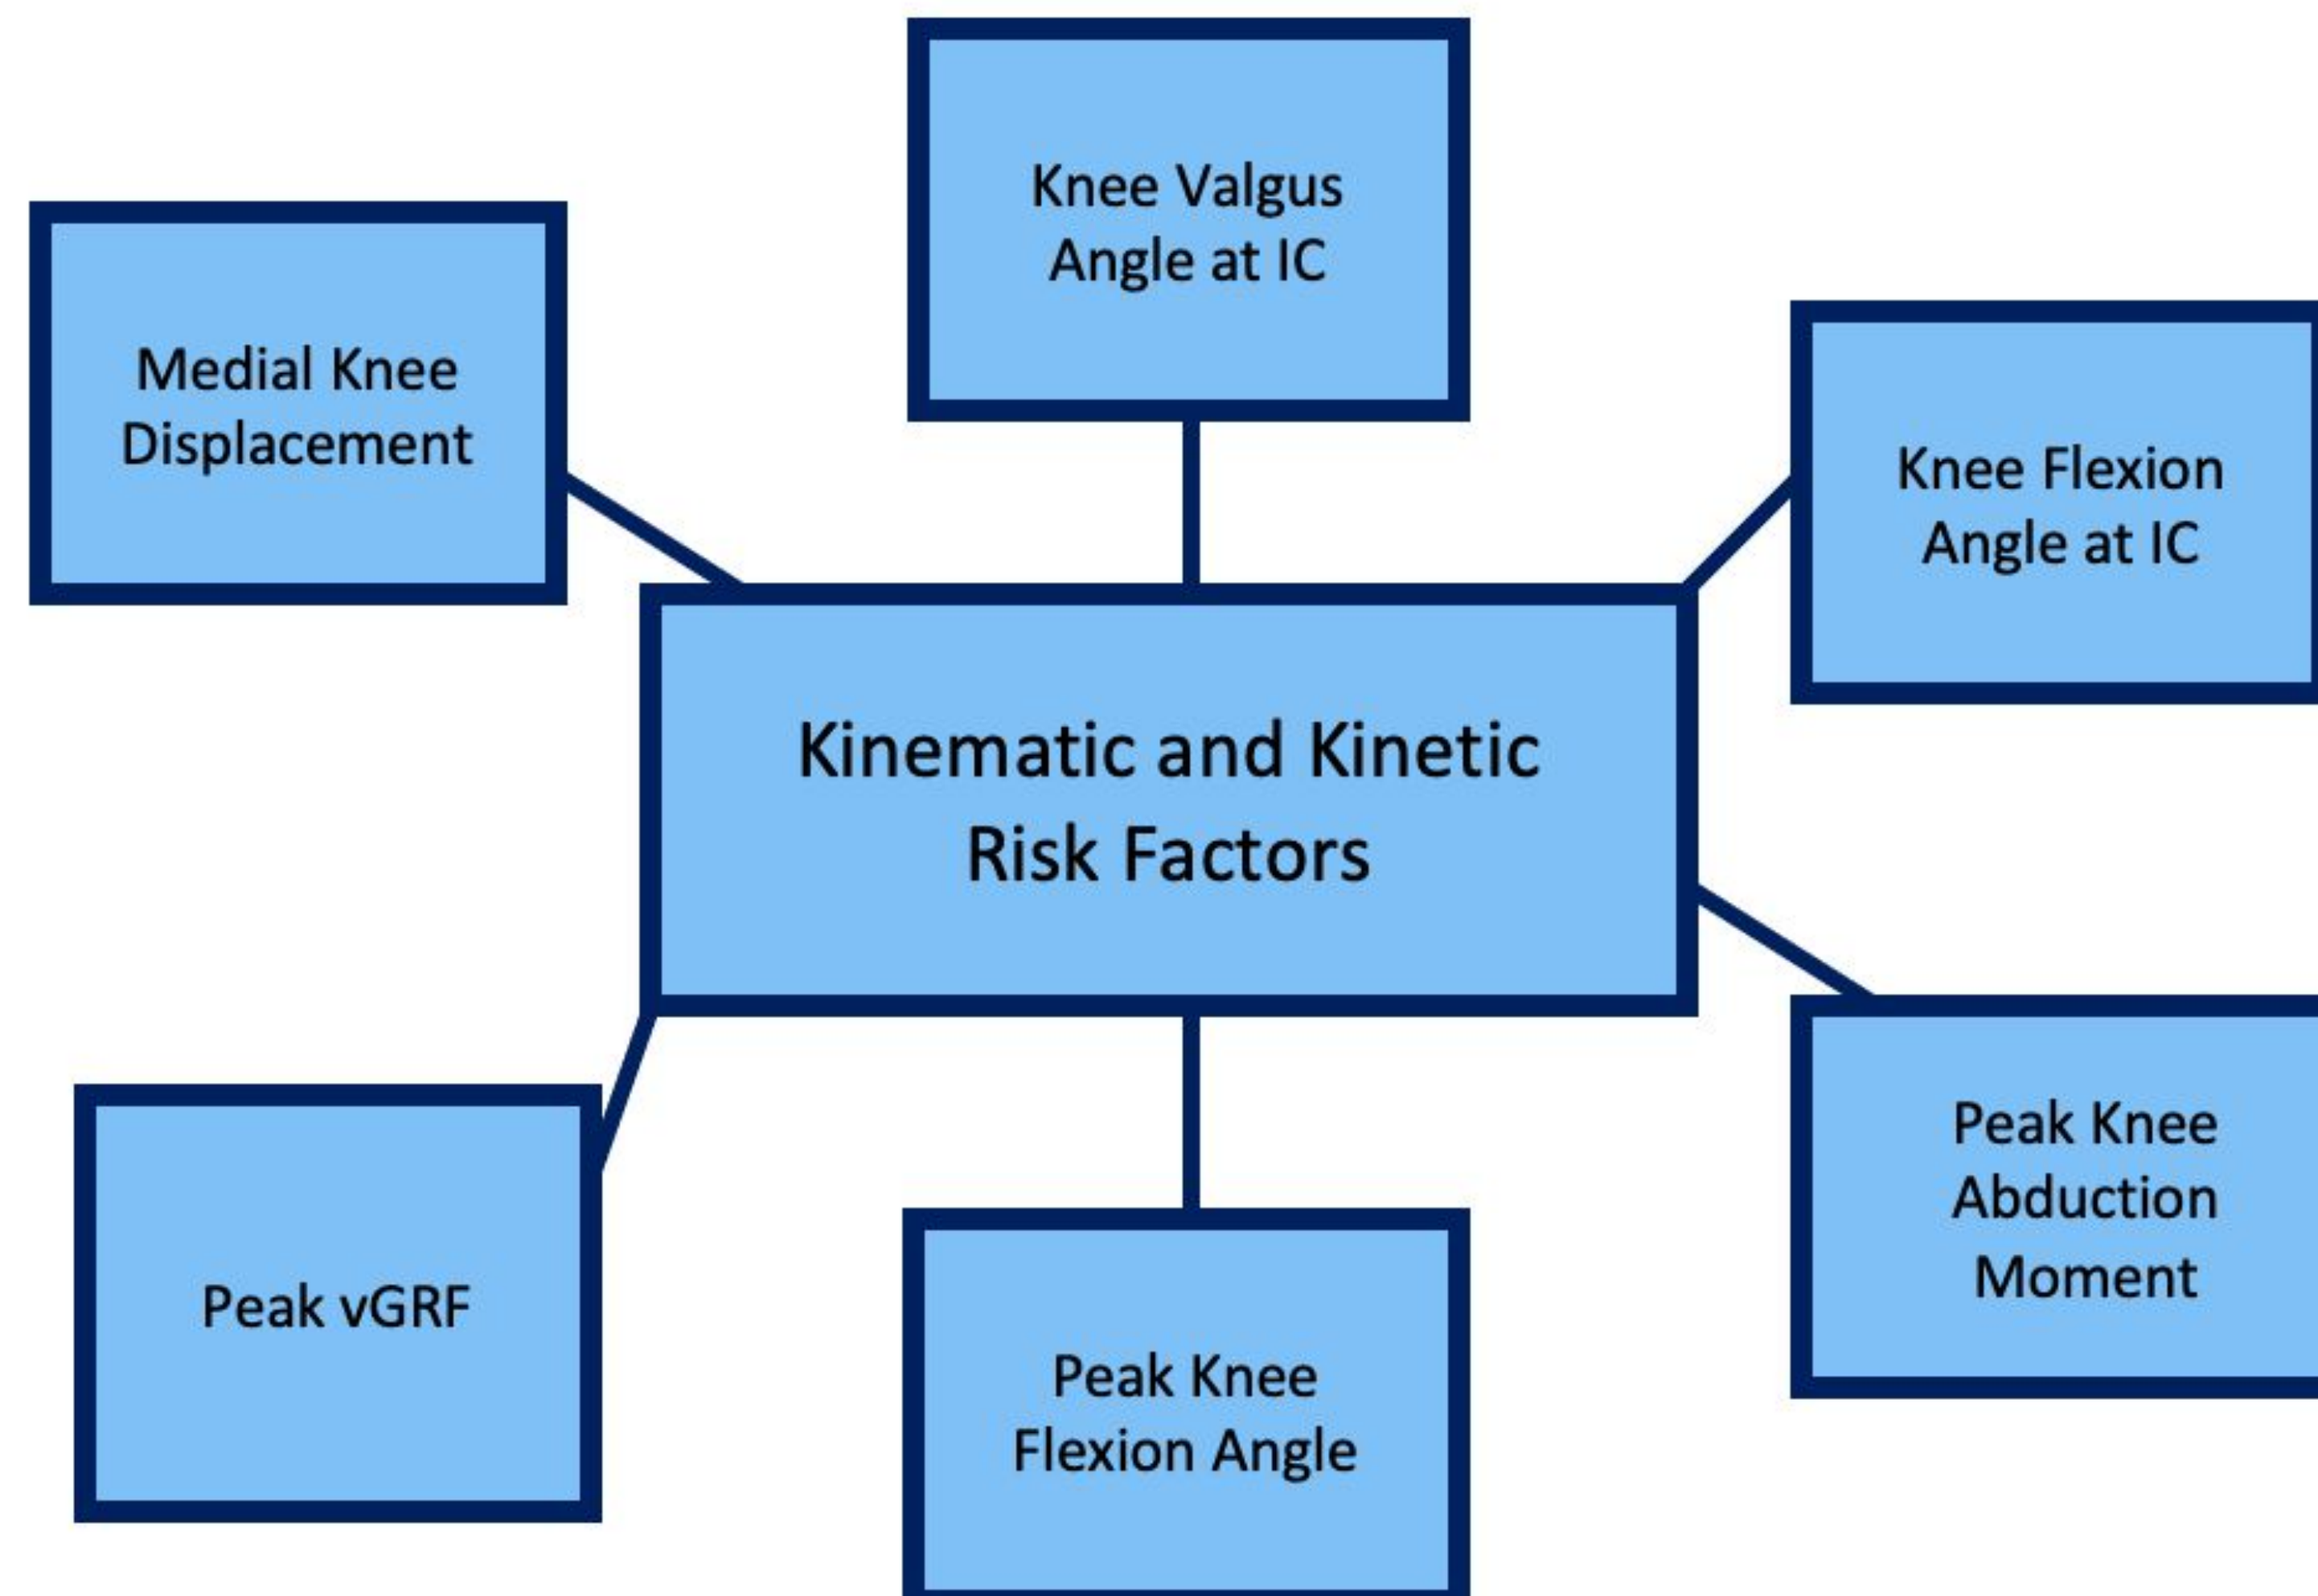 Knee Valgus
Angle at IC
Medial Knee
Displacement
Knee Flexion
Angle at IC
Kinematic and Kinetic
Risk Factors
Peak Knee
Abduction
Moment
Peak vGRF
Peak Knee
Flexion Angle